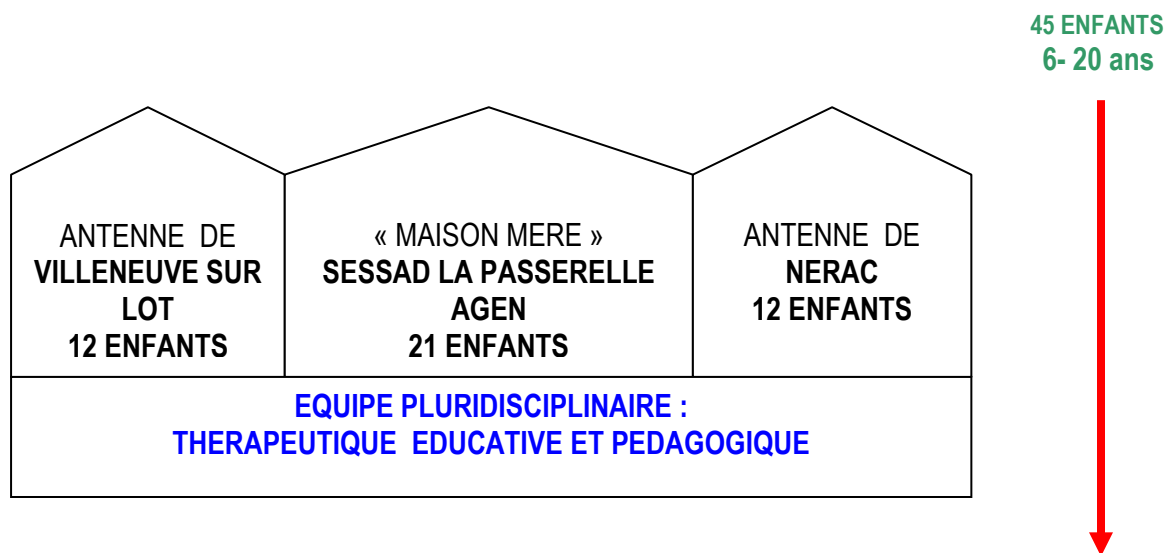 45 ENFANTS
6- 20 ans
ANTENNE DE
VILLENEUVE SUR
LOT
12 ENFANTS
« MAISON MERE »
SESSAD LA PASSERELLE
AGEN
21 ENFANTS
ANTENNE DE
NERAC
12 ENFANTS
EQUIPE PLURIDISCIPLINAIRE :
THERAPEUTIQUE EDUCATIVE ET PEDAGOGIQUE